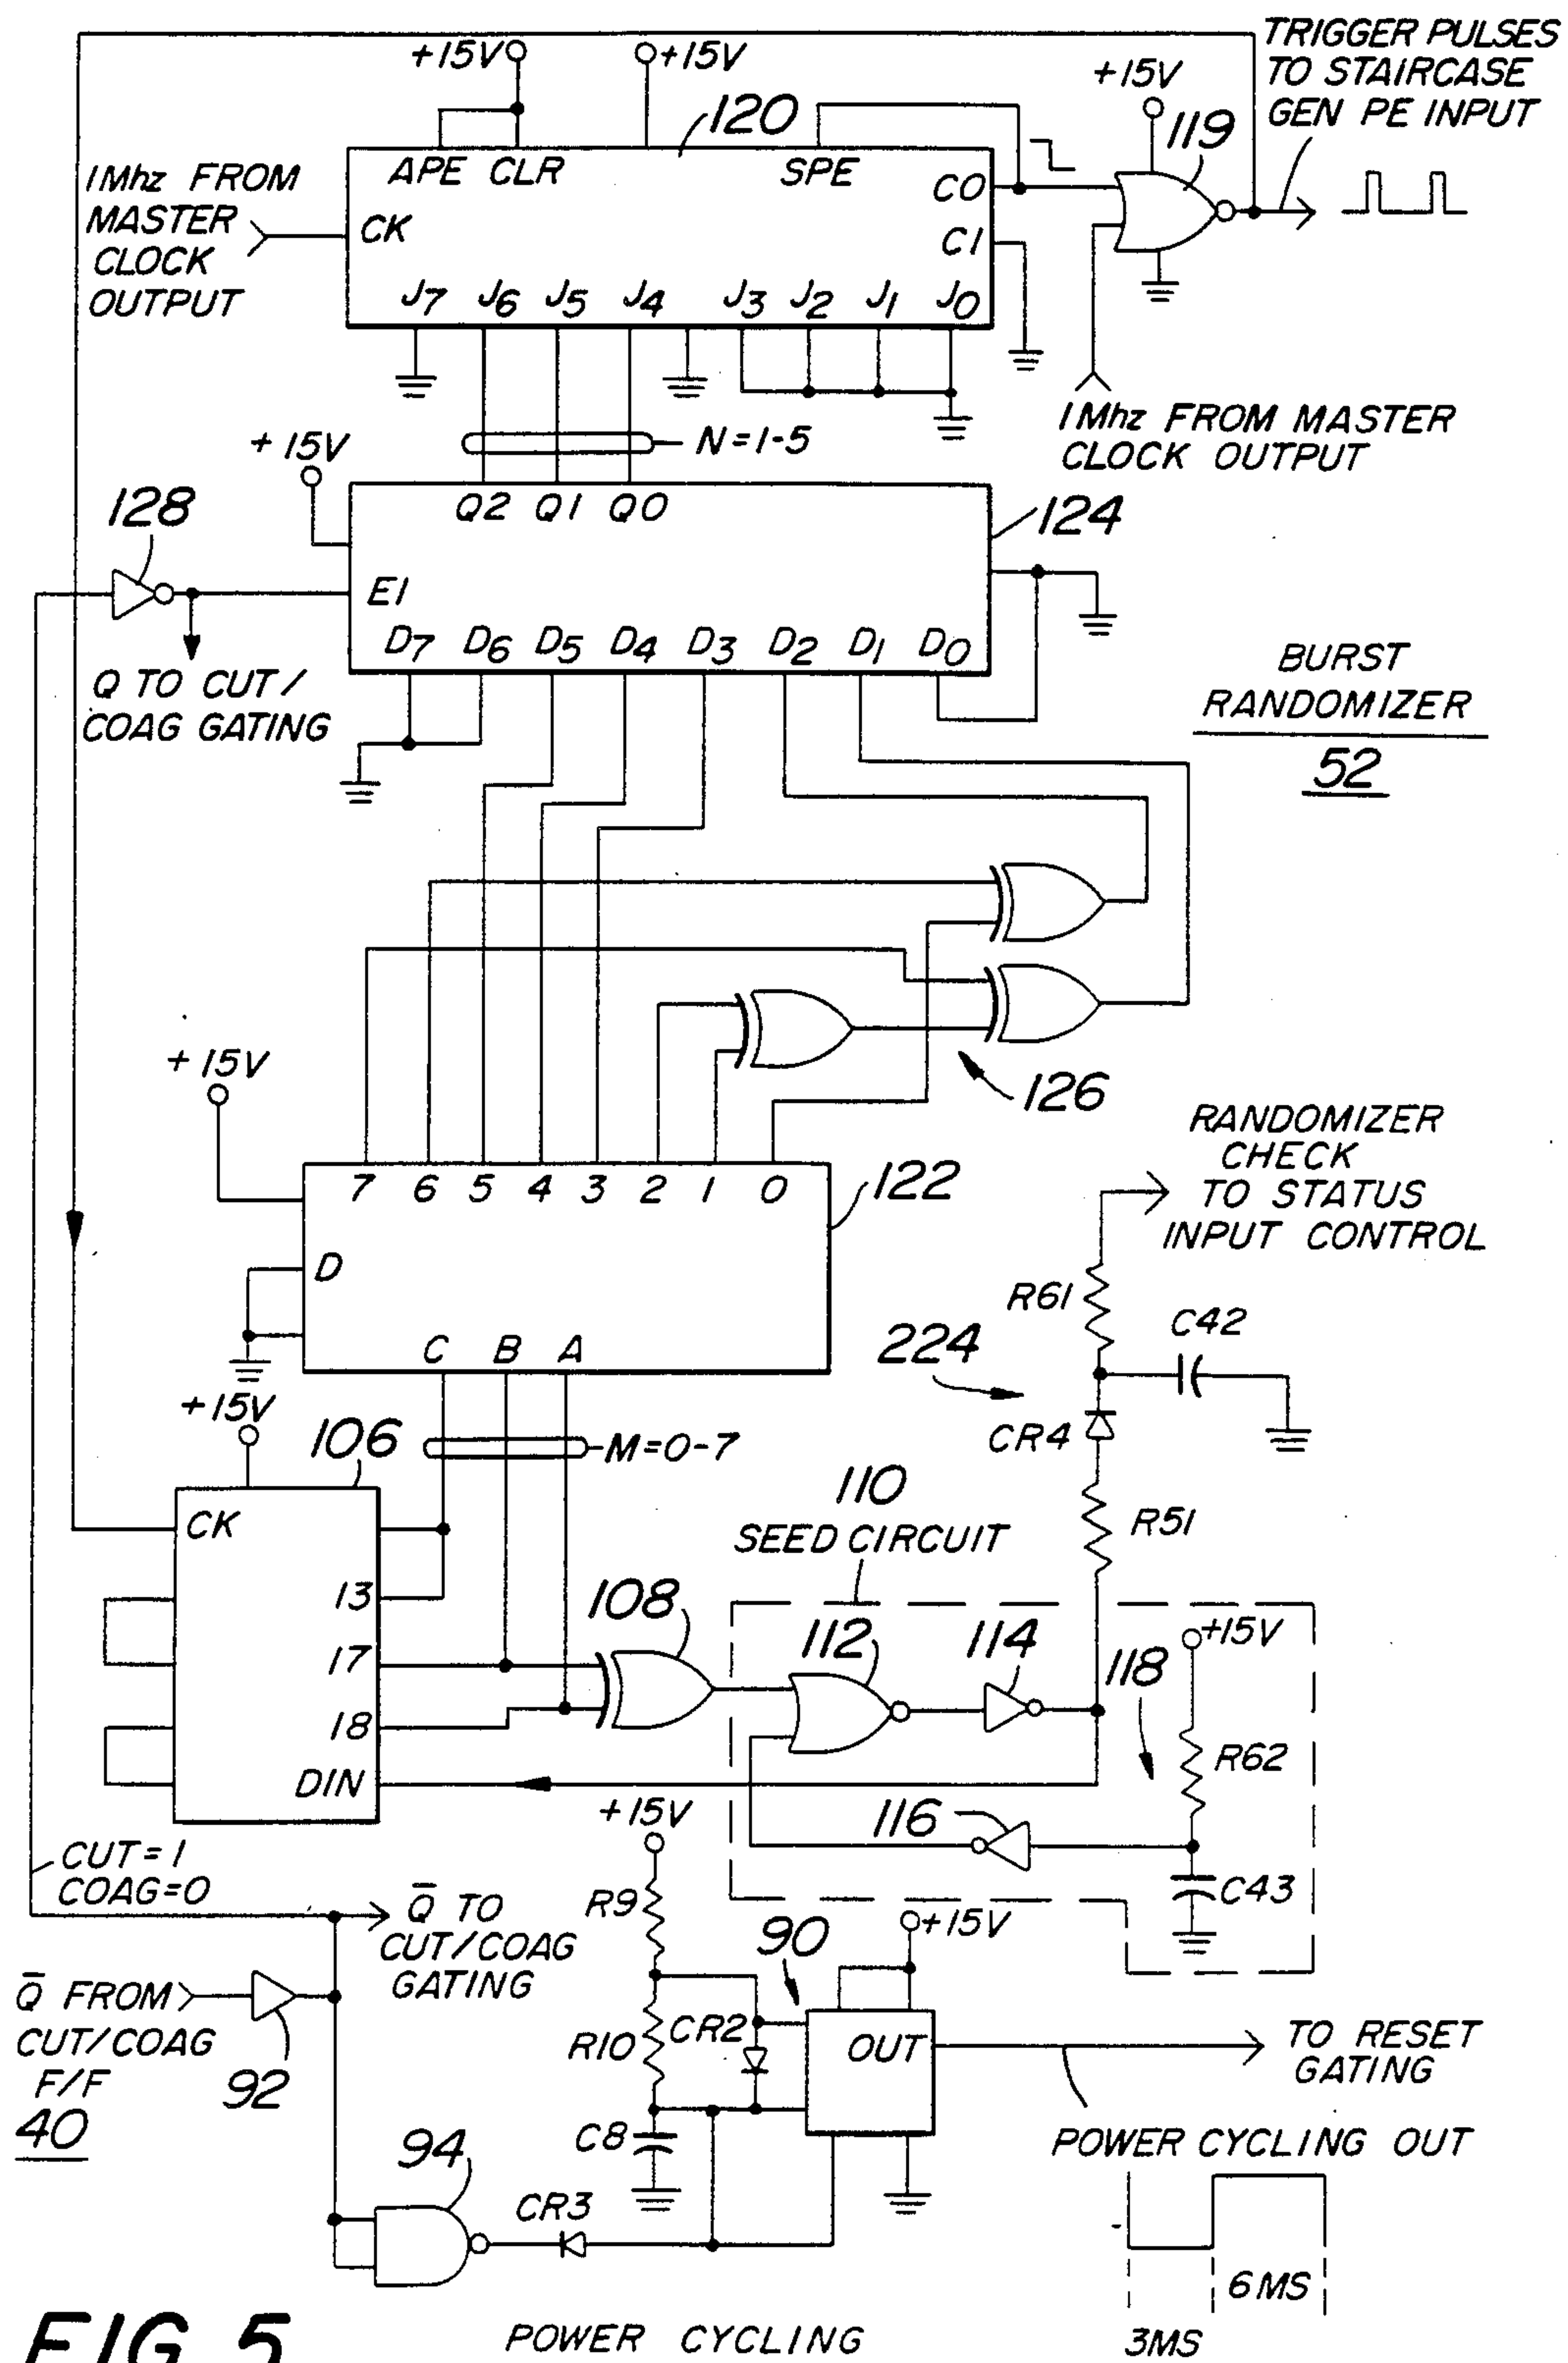 +15V
+15V
TRIGGER PULSES
TO STAIRCASE
GEN PE INPUT
+15V
119
120
APE CLR
SPE
1Mhz FROM
MASTER
CLOCK
OUTPUT
CK
CO
CI
J7 J6 J5 J4 J3 J2 J1 J0
1Mhz FROM MASTER
CLOCK OUTPUT
N=1-5
+15V
128
Q2 Q1 Q0
124
EI
D7 D6 D5 D4 D3 D2 D1 D0
Q TO CUT/
COAG GATING
BURST
RANDOMIZER
52
126
+15V
RANDOMIZER
CHECK
TO STATUS
INPUT CONTROL
7 6 5 4 3 2 1 0
122
D
C B A
R61
C42
224
CR4
+15V
106
M=0-7
110
SEED CIRCUIT
R51
CK
13
17
18
DIN
108
112
114
118
+15V
R62
116
C43
+15V
CUT=1
COAG=0
Q̅ TO
CUT/COAG
GATING
R9
90
+15V
Q̅ FROM
CUT/COAG
F/F
40
92
R10
CR2
OUT
TO RESET
GATING
C8
94
CR3
POWER CYCLING OUT
6MS
3MS
FIG. 5
POWER CYCLING